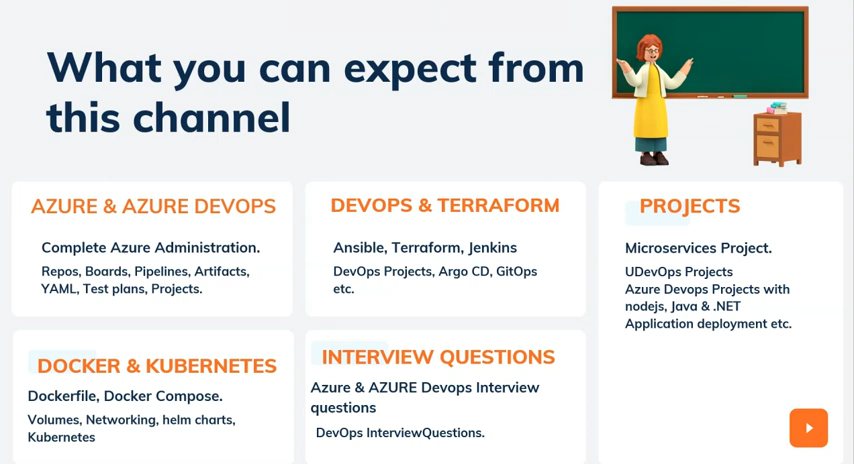 What you can expect from
this channel
AZURE & AZURE DEVOPS
Complete Azure Administration.
Repos, Boards, Pipelines, Artifacts,
YAML, Test plans, Projects.
DEVOPS & TERRAFORM
Ansible, Terraform, Jenkins
DevOps Projects, Argo CD, GitOps
etc.
PROJECTS
Microservices Project.
UDevOps Projects
Azure Devops Projects with
nodejs, Java & .NET
Application deployment etc.
DOCKER & KUBERNETES
Dockerfile, Docker Compose.
Volumes, Networking, helm charts,
Kubernetes
INTERVIEW QUESTIONS
Azure & AZURE Devops Interview
questions
DevOps InterviewQuestions.